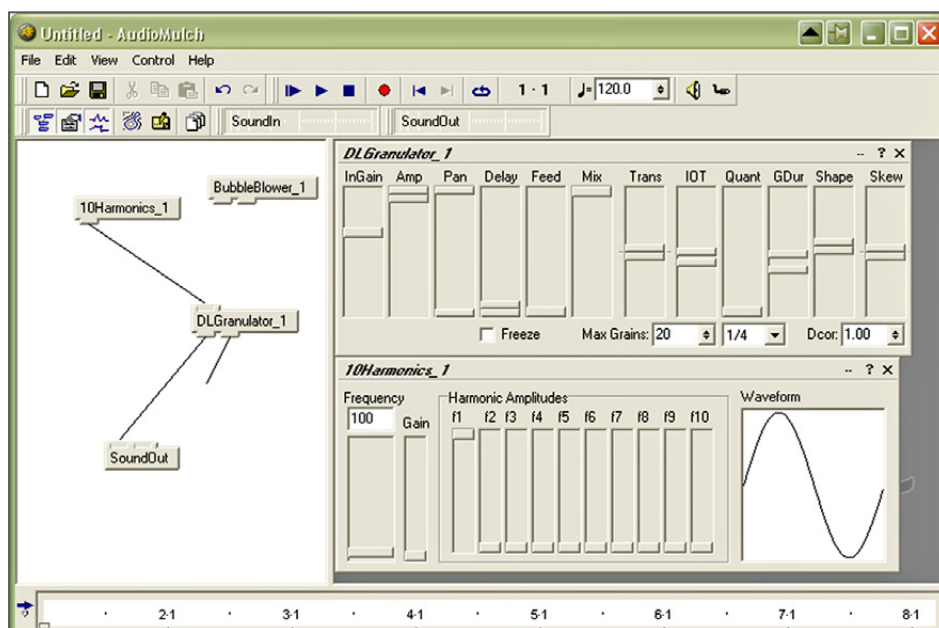 Untitled - AudioMulch
File Edit View Control Help
1 · 1 ♩= 120.0
SoundIn SoundOut
BubbleBlower_1
10Harmonics_1
DLGranulator_1
SoundOut
DLGranulator_1 -- ? ×
InGain Amp Pan Delay Feed Mix Trans IOT Quant GDur Shape Skew
Freeze Max Grains: 20 1/4 Dcor: 1.00
10Harmonics_1 -- ? ×
Frequency Harmonic Amplitudes Waveform
100 Gain f1 f2 f3 f4 f5 f6 f7 f8 f9 f10
2·1 3·1 4·1 5·1 6·1 7·1 8·1